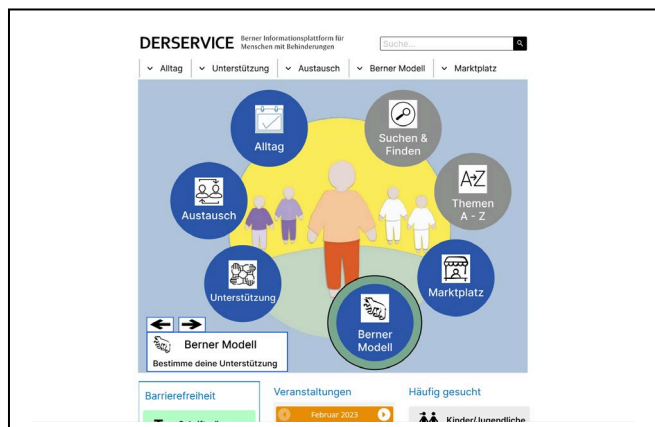 DERSERVICE
Berner Informationsplattform für
Menschen mit Behinderungen
Suche...
Alltag
Unterstützung
Austausch
Berner Modell
Marktplatz
Alltag
Suchen &
Finden
A→Z
Themen
A - Z
Austausch
Unterstützung
Marktplatz
Berner
Modell
Berner Modell
Bestimme deine Unterstützung
Barrierefreiheit
Veranstaltungen
Häufig gesucht
Februar 2023
Kinder/Jugendliche